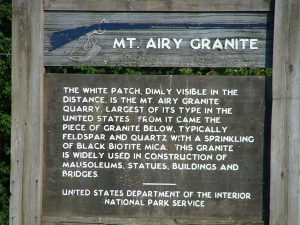 MT. AIRY GRANITE
THE WHITE PATCH, DIMLY VISIBLE IN THE
DISTANCE, IS THE MT. AIRY GRANITE
QUARRY, LARGEST OF ITS TYPE IN THE
UNITED STATES. FROM IT CAME THE
PIECE OF GRANITE BELOW, TYPICALLY
FELDSPAR AND QUARTZ WITH A SPRINKLING
OF BLACK BIOTITE MICA. THIS GRANITE
IS WIDELY USED IN CONSTRUCTION OF
MAUSOLEUMS, STATUES, BUILDINGS AND
BRIDGES
UNITED STATES DEPARTMENT OF THE INTERIOR
NATIONAL PARK SERVICE